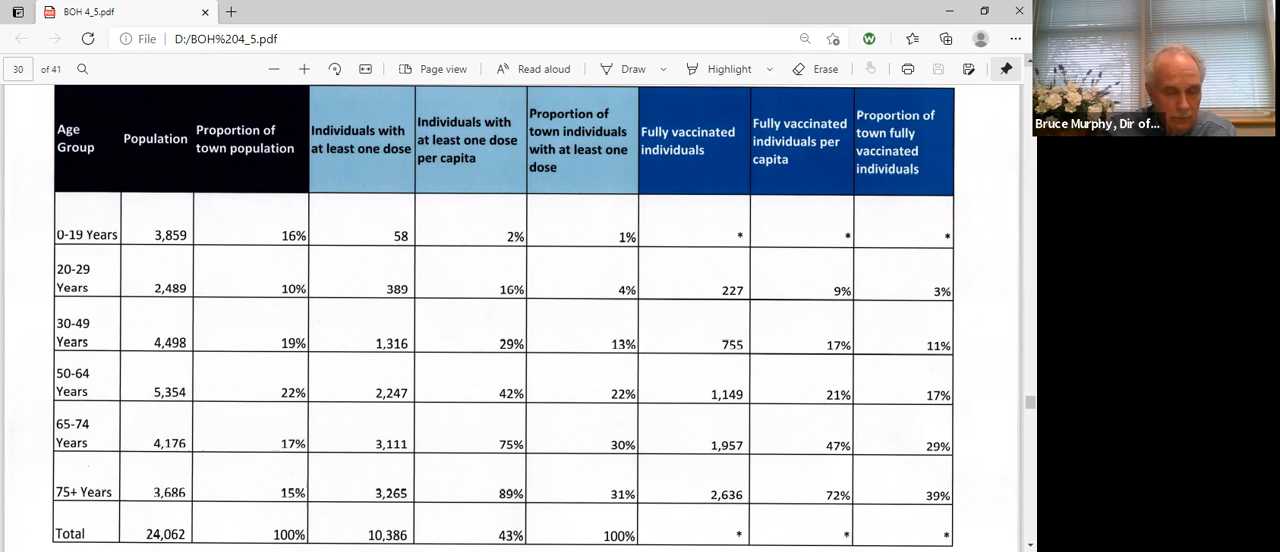 BOH 4_5.pdf
File D:/BOH%204_5.pdf
30 of 41 Page view Read aloud Draw Highlight Erase
Bruce Murphy, Dir of...
Age Group Population Proportion of town population Individuals with at least one dose Individuals with at least one dose per capita Proportion of town individuals with at least one dose Fully vaccinated individuals Fully vaccinated individuals per capita Proportion of town fully vaccinated individuals
0-19 Years 3,859 16% 58 2% 1% * * *
20-29 Years 2,489 10% 389 16% 4% 227 9% 3%
30-49 Years 4,498 19% 1,316 29% 13% 755 17% 11%
50-64 Years 5,354 22% 2,247 42% 22% 1,149 21% 17%
65-74 Years 4,176 17% 3,111 75% 30% 1,957 47% 29%
75+ Years 3,686 15% 3,265 89% 31% 2,636 72% 39%
Total 24,062 100% 10,386 43% 100% * * *